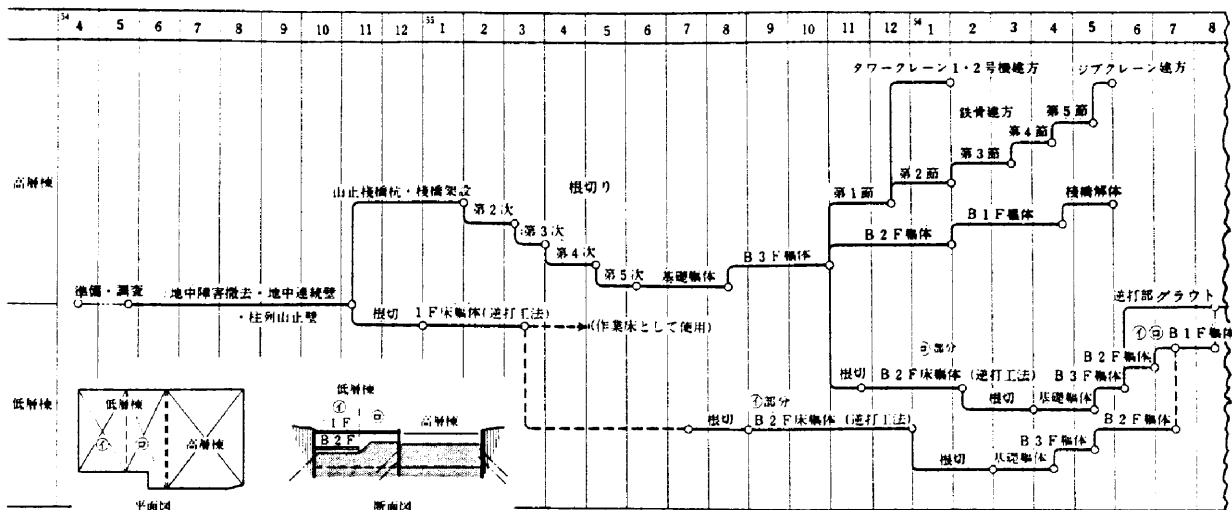 54 4 5 6 7 8 9 10 11 12 55 1 2 3 4 5 6 7 8 9 10 11 12 56 1 2 3 4 5 6 7 8
タワークレーン1・2号機建方
ジブクレーン建方
鉄骨建方
第5節
第4節
第3節
第2節
第1節
高層棟
山止棧橋杭・棧橋架設
根切り
棧橋解体
第2次
第3次
第4次
第5次
基礎軀体
B3F軀体
B2F軀体
B1F軀体
準備・調査
地中障害撤去・地中連続壁
・柱列山止壁
根切
1F床軀体(逆打工法)
(作業床として使用)
逆打部グラウト
㋑㋺B1F軀体
㋺部分
B2F軀体
根切
B2F床軀体(逆打工法)
B3F軀体
根切
基礎軀体
低層棟
㋑部分
根切
B2F床軀体(逆打工法)
B2F軀体
B3F軀体
根切
基礎軀体
低層棟
㋑
㋺
高層棟
平面図
低層棟
㋑
㋺
1F
B2F
高層棟
断面図